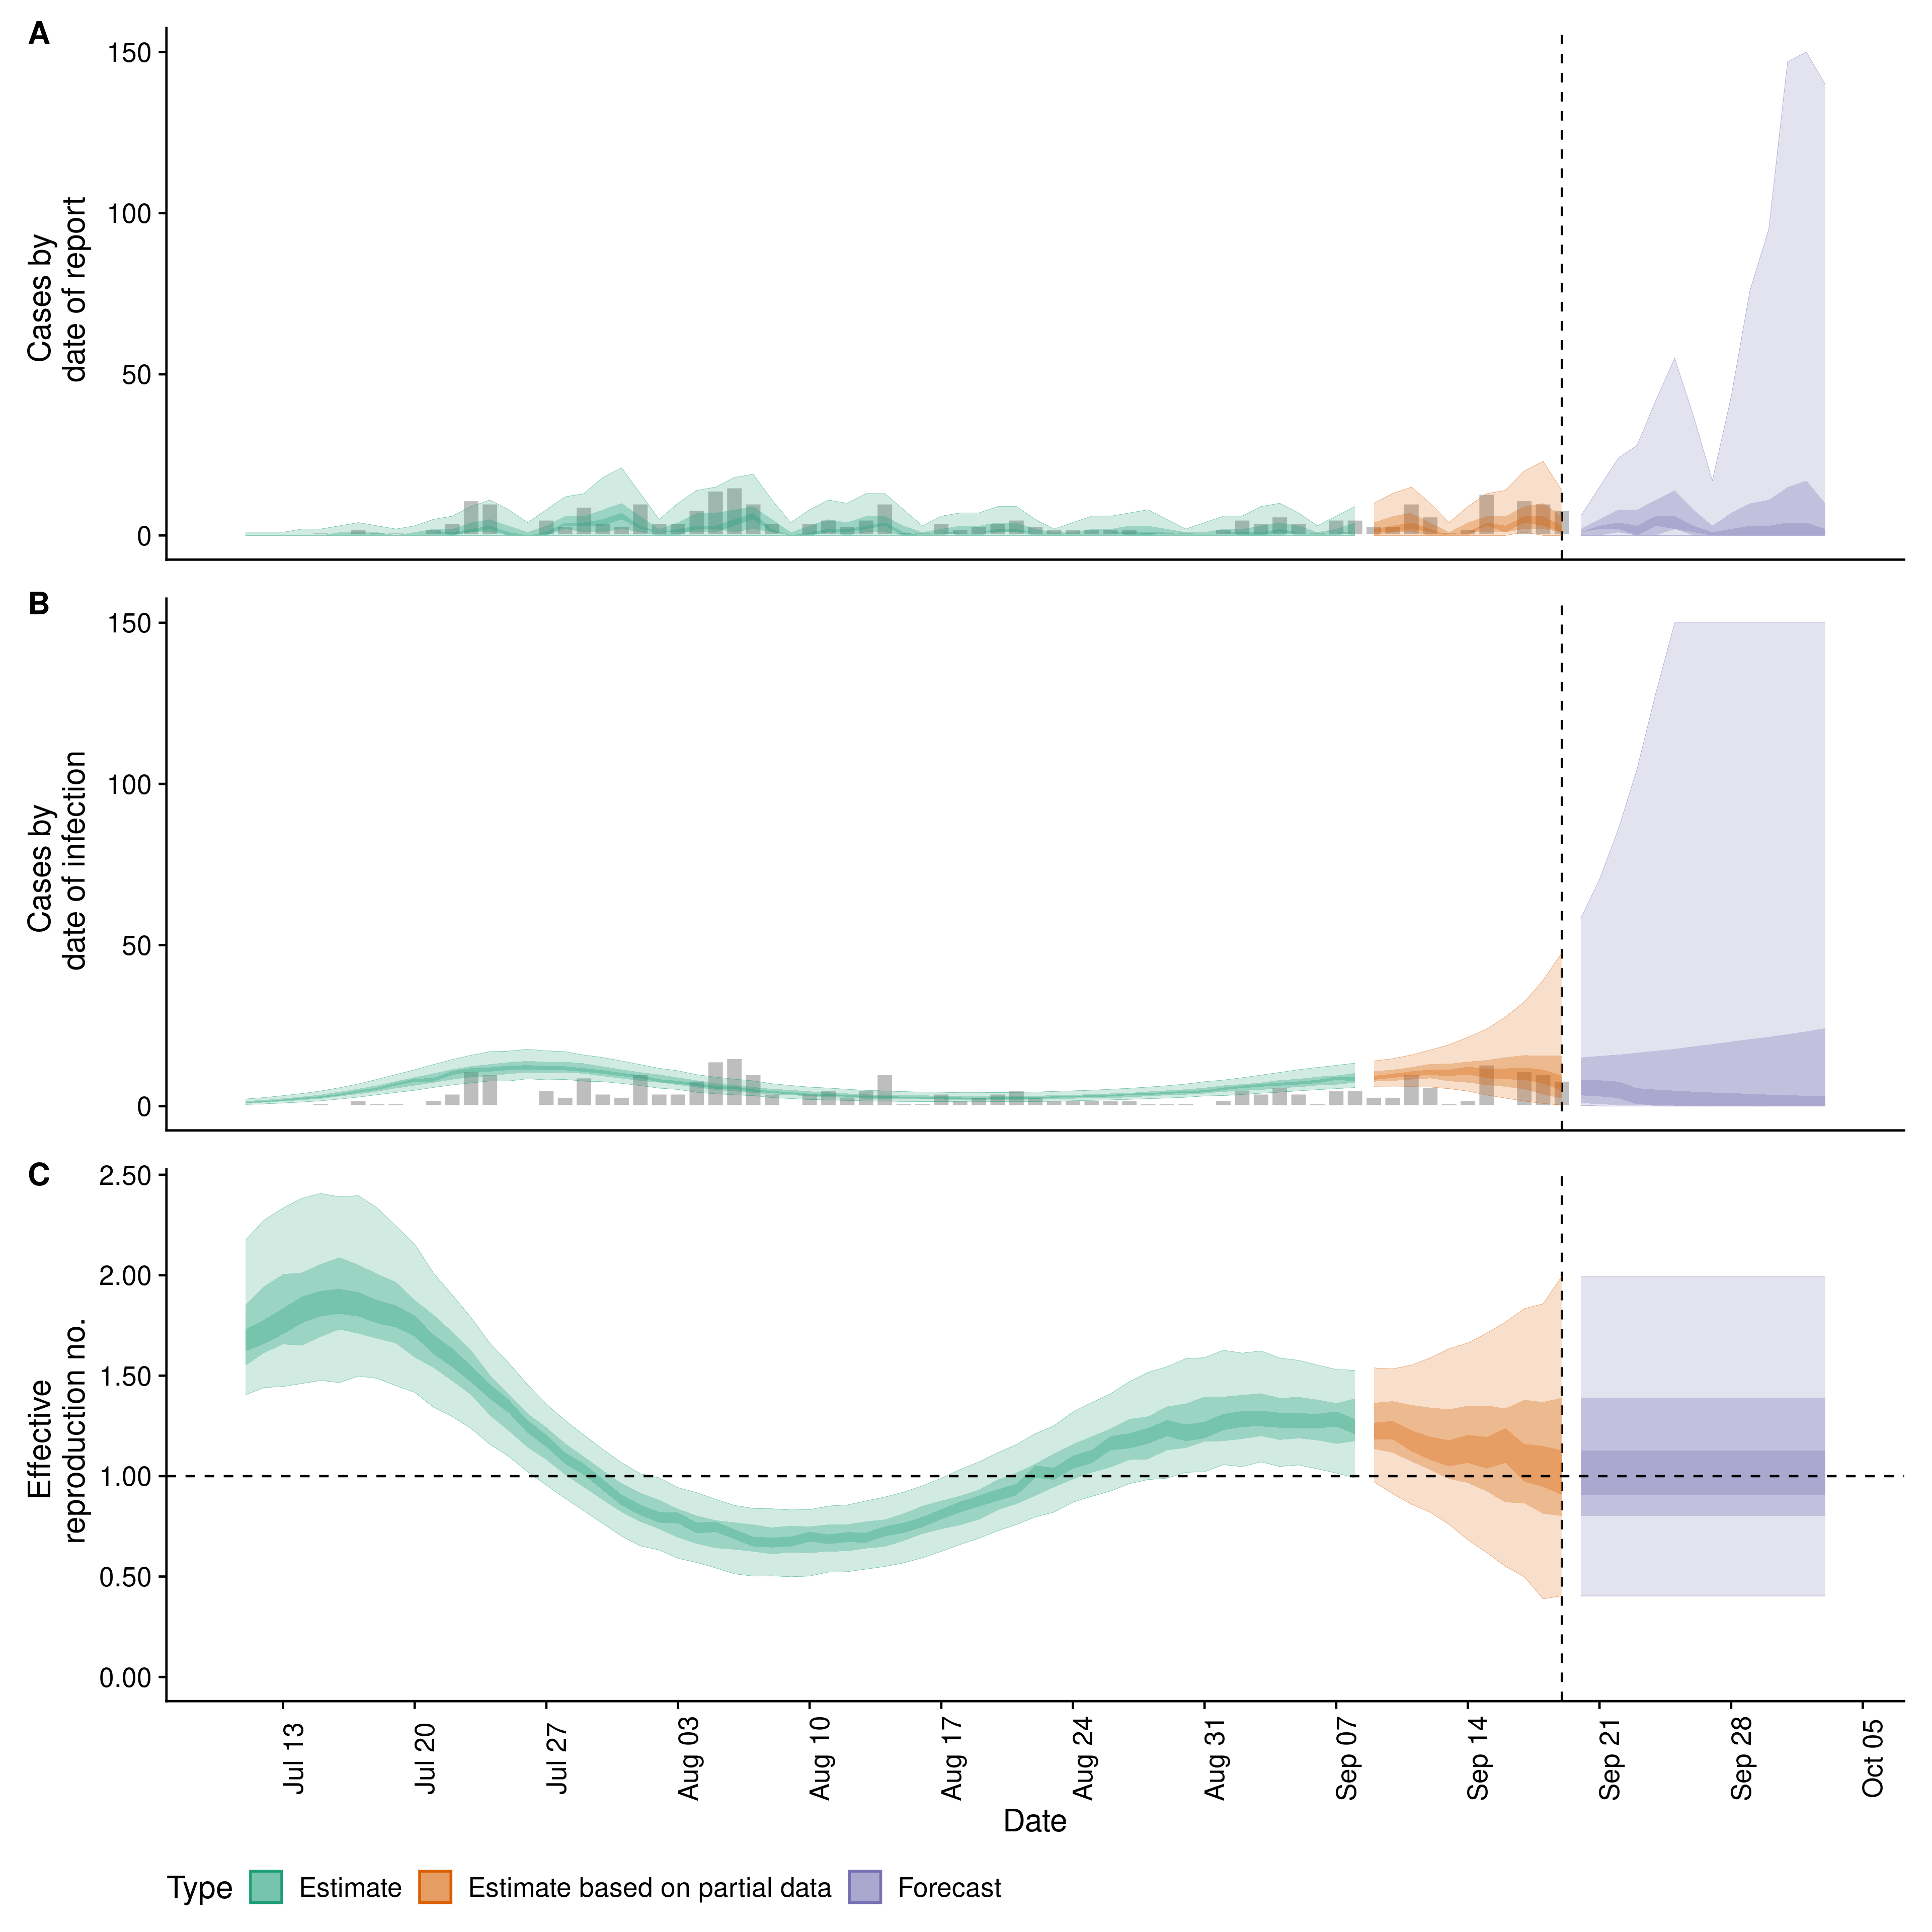 A
150
100
50
0
Cases by
date of report
B
150
100
50
0
Cases by
date of infection
C
2.50
2.00
1.50
1.00
0.50
0.00
Effective
reproduction no.
Jul 13
Jul 20
Jul 27
Aug 03
Aug 10
Aug 17
Aug 24
Aug 31
Sep 07
Sep 14
Sep 21
Sep 28
Oct 05
Date
Type Estimate Estimate based on partial data Forecast